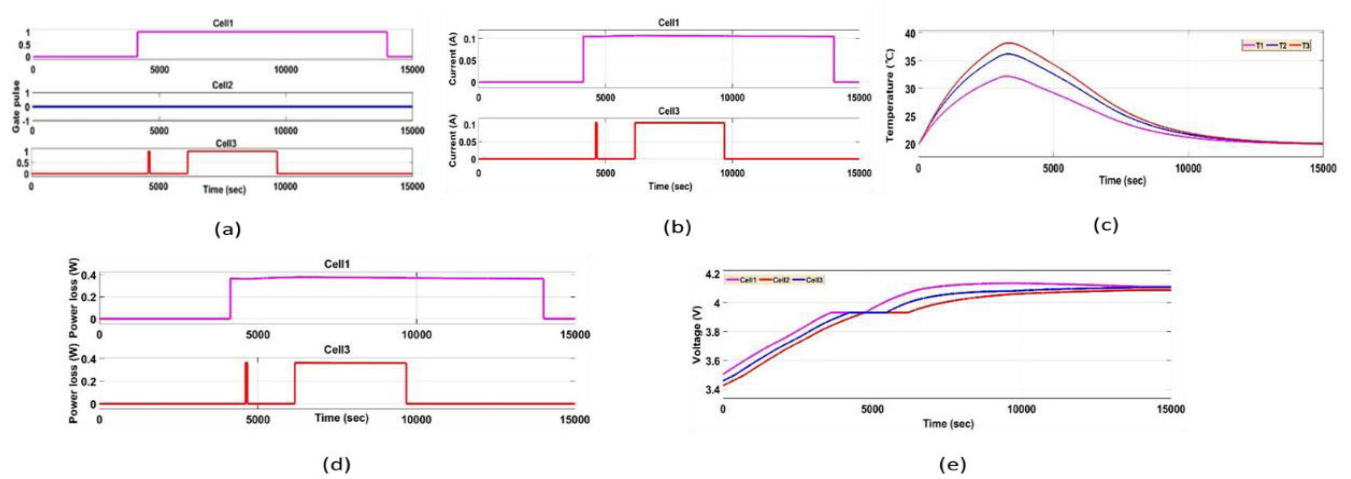 Cell1
1
0.5
0
0 5000 10000 15000
Cell2
Gate pulse
1
0
-1
0 5000 10000 15000
Cell3
1
0.5
0
0 5000 10000 15000
Time (sec)
(a)
Cell1
Current (A)
0.1
0.05
0
0 5000 10000 15000
Cell3
Current (A)
0.1
0.05
0
0 5000 10000 15000
Time (sec)
(b)
Temperature (°C)
40
35
30
25
20
T1 T2 T3
0 5000 10000 15000
Time (sec)
(c)
Cell1
Power loss (W)
0.4
0.2
0
0 5000 10000 15000
Cell3
Power loss (W)
0.4
0.2
0
0 5000 10000 15000
Time (sec)
(d)
Voltage (V)
4.2
4
3.8
3.6
3.4
Cell1 Cell2 Cell3
0 5000 10000 15000
Time (sec)
(e)